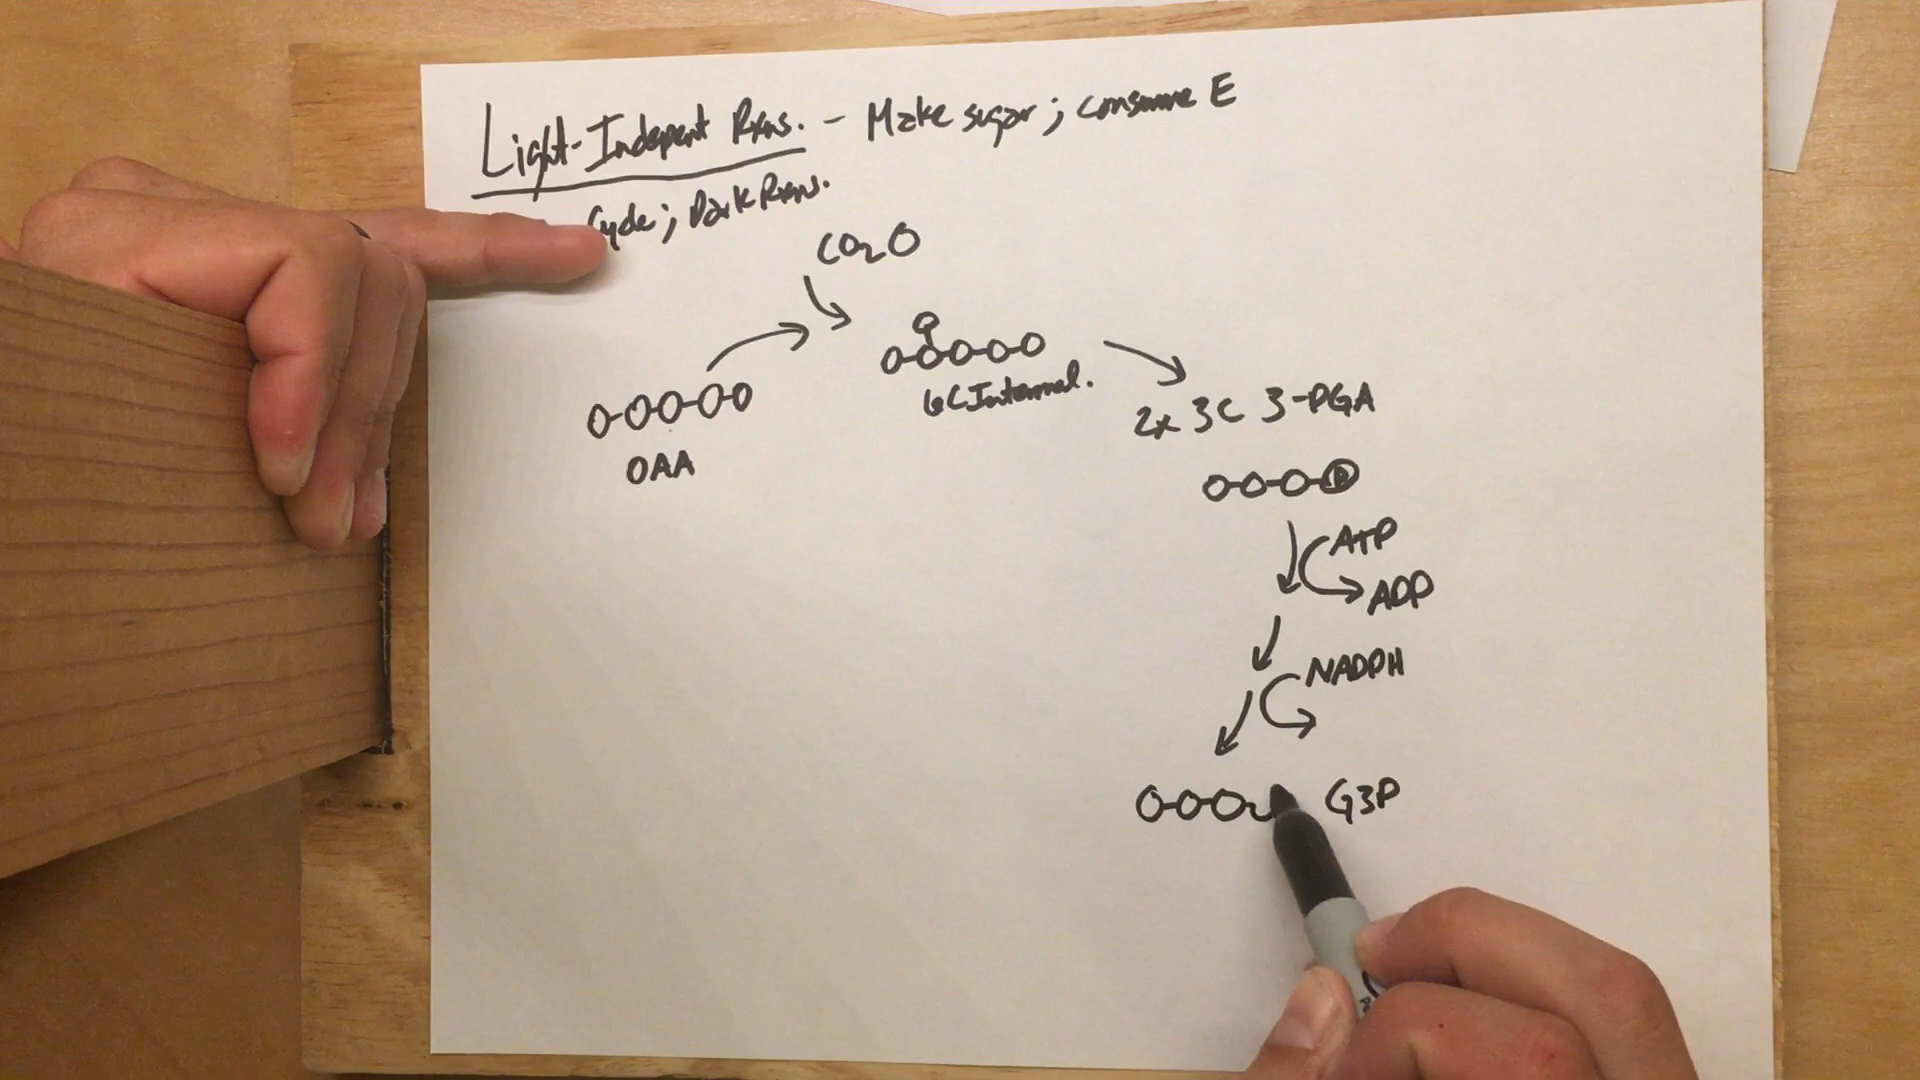 Light-Indepent Rxns. - Make sugar; consume E
Cycle; Dark Rxns.
CO2
6C Intermed.
2x 3C 3-PGA
OAA
P
ATP
ADP
NADPH
G3P